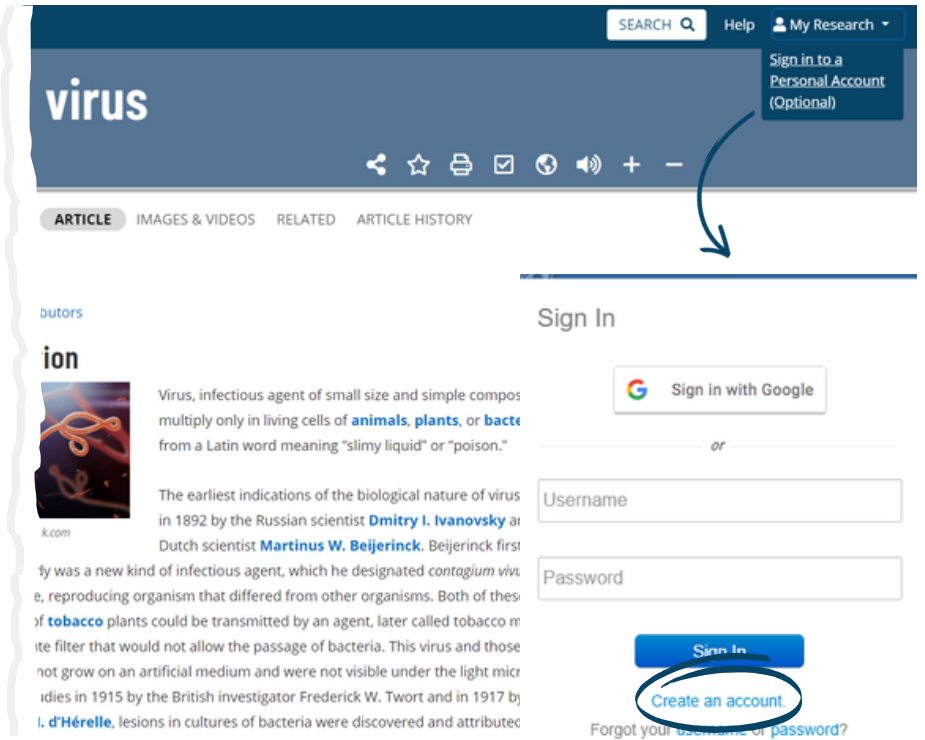 SEARCH Help My Research
Sign in to a
Personal Account
(Optional)
virus
ARTICLE IMAGES & VIDEOS RELATED ARTICLE HISTORY
butors
ion
Virus, infectious agent of small size and simple compos
multiply only in living cells of animals, plants, or bacte
from a Latin word meaning “slimy liquid” or “poison.”
The earliest indications of the biological nature of virus
in 1892 by the Russian scientist Dmitry I. Ivanovsky a
Dutch scientist Martinus W. Beijerinck. Beijerinck first
k.com
ly was a new kind of infectious agent, which he designated contagium vivu
e, reproducing organism that differed from other organisms. Both of these
of tobacco plants could be transmitted by an agent, later called tobacco m
te filter that would not allow the passage of bacteria. This virus and those
not grow on an artificial medium and were not visible under the light micr
udies in 1915 by the British investigator Frederick W. Twort and in 1917 by
d’Hérelle, lesions in cultures of bacteria were discovered and attributed
Sign In
Sign in with Google
or
Username
Password
Sign In
Create an account.
Forgot your username or password?